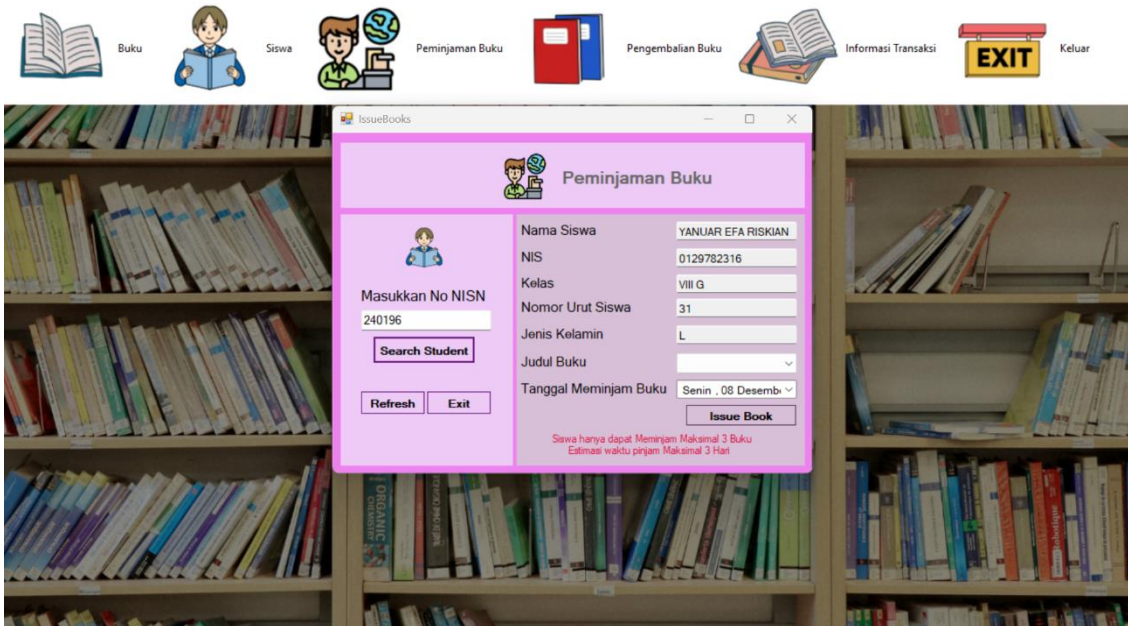 Buku
Siswa
Peminjaman Buku
Pengembalian Buku
Informasi Transaksi
EXIT
Keluar
IssueBooks
Peminjaman Buku
Masukkan No NISN
240196
Search Student
Refresh
Exit
Nama Siswa
YANUAR EFA RISKIAN
NIS
0129782316
Kelas
VIII G
Nomor Urut Siswa
31
Jenis Kelamin
L
Judul Buku
Tanggal Meminjam Buku
Senin , 08 Desemb
Issue Book
Siswa hanya dapat Meminjam Maksimal 3 Buku
Estimasi waktu pinjam Maksimal 3 Hari
ORGANIC
CHEMISTRY
Robotique